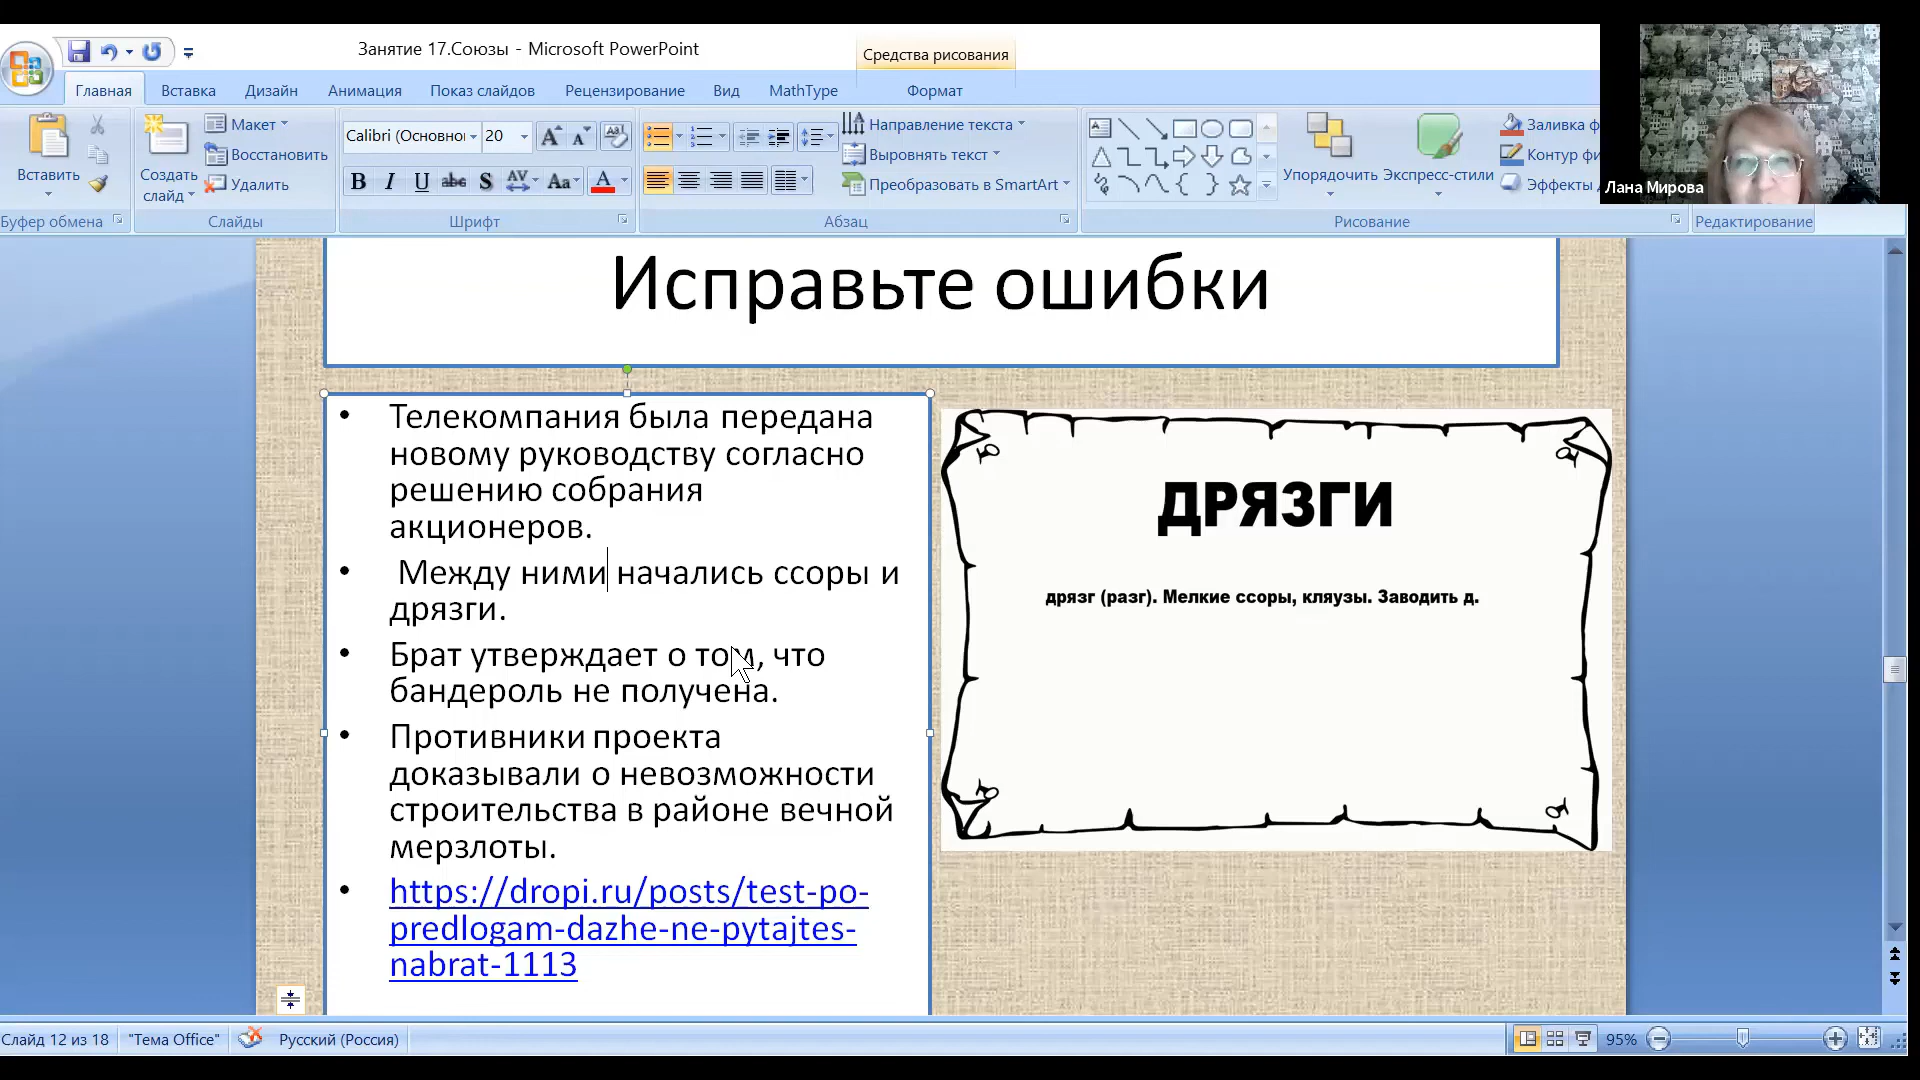 Занятие 17.Союзы - Microsoft PowerPoint
Средства рисования
Главная Вставка Дизайн Анимация Показ слайдов Рецензирование Вид MathType Формат
Вставить
Буфер обмена
Создать слайд
Макет
Восстановить
Удалить
Слайды
Calibri (Основної 20
Шрифт
Направление текста
Выровнять текст
Преобразовать в SmartArt
Абзац
Упорядочить
Экспресс-стили
Заливка ф
Контур фи
Эффекты
Рисование
Редактирование
Лана Мирова
Исправьте ошибки
• Телекомпания была передана
новому руководству согласно
решению собрания
акционеров.
• Между ними начались ссоры и
дрязги.
• Брат утверждает о том, что
бандероль не получена.
• Противники проекта
доказывали о невозможности
строительства в районе вечной
мерзлоты.
• https://dropi.ru/posts/test-po-
predlogam-dazhe-ne-pytajtes-
nabrat-1113
ДРЯЗГИ
дрязг (разг). Мелкие ссоры, кляузы. Заводить д.
Слайд 12 из 18 "Тема Office" Русский (Россия) 95%